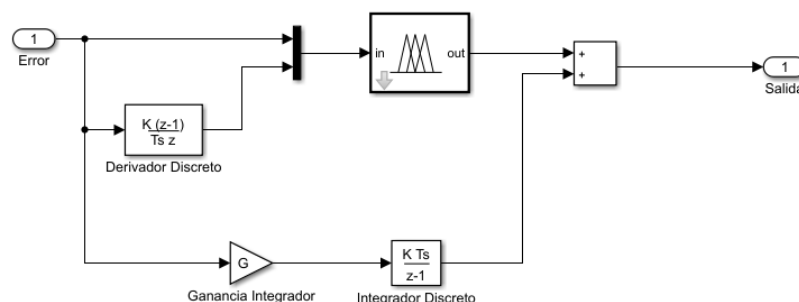 1
Error
in
out
+
+
1
Salida
K (z-1)
Ts z
Derivador Discreto
G
Ganancia Integrador
K Ts
z-1
Integrador Discreto